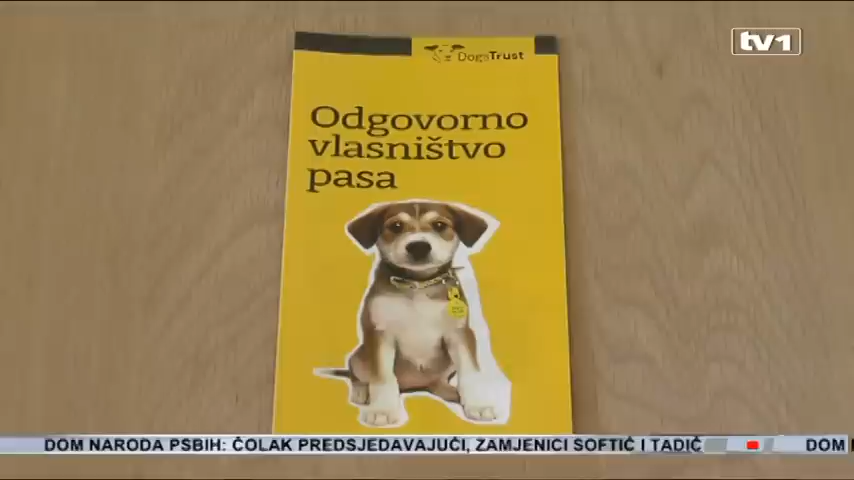 tv1
DogsTrust
Odgovorno
vlasništvo
pasa
DOM NARODA PSBIH: ČOLAK PREDSJEDAVAJUĆI, ZAMJENICI SOFTIĆ I TADIĆ
DOM